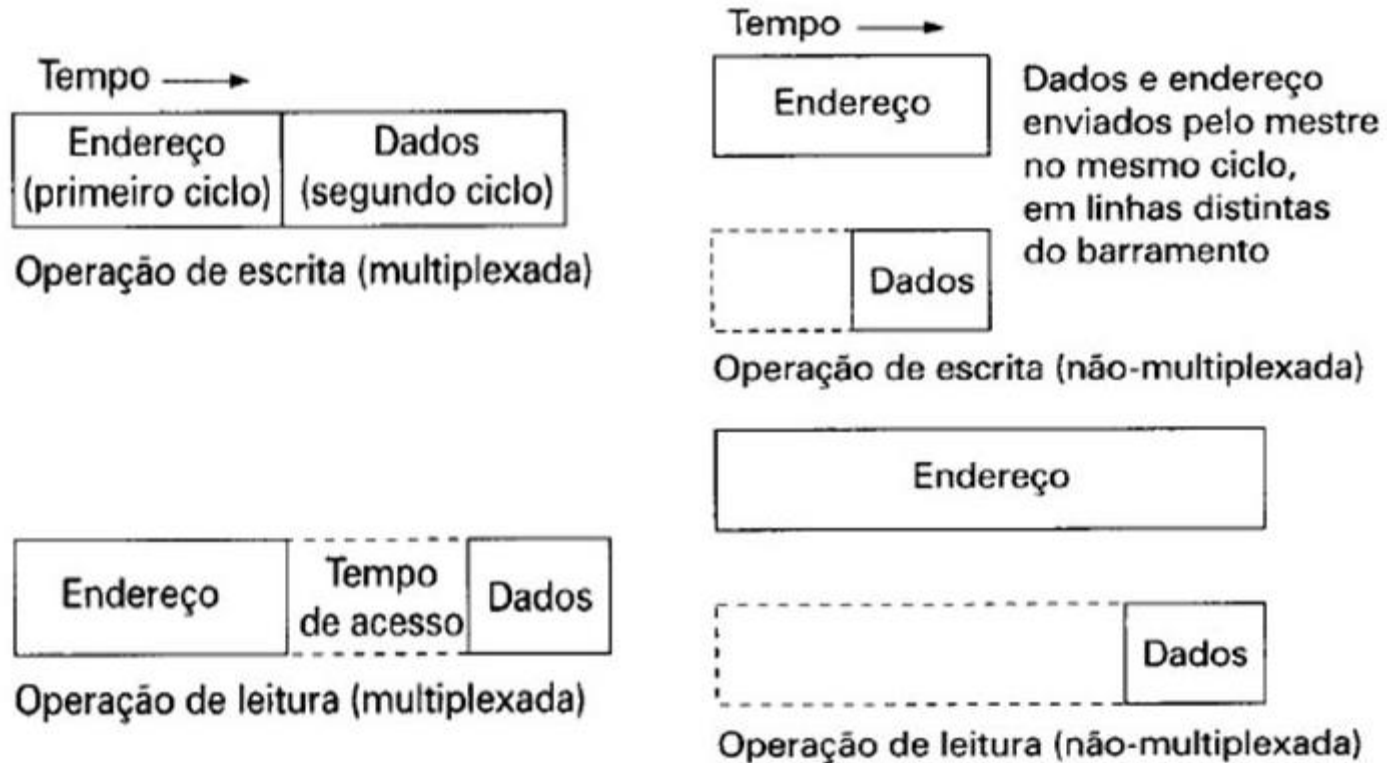 Tempo
Endereço
(primeiro ciclo)
Dados
(segundo ciclo)
Operação de escrita (multiplexada)
Tempo
Endereço
Dados e endereço
enviados pelo mestre
no mesmo ciclo,
em linhas distintas
do barramento
Dados
Operação de escrita (não-multiplexada)
Endereço
Tempo
de acesso
Dados
Operação de leitura (multiplexada)
Endereço
Dados
Operação de leitura (não-multiplexada)